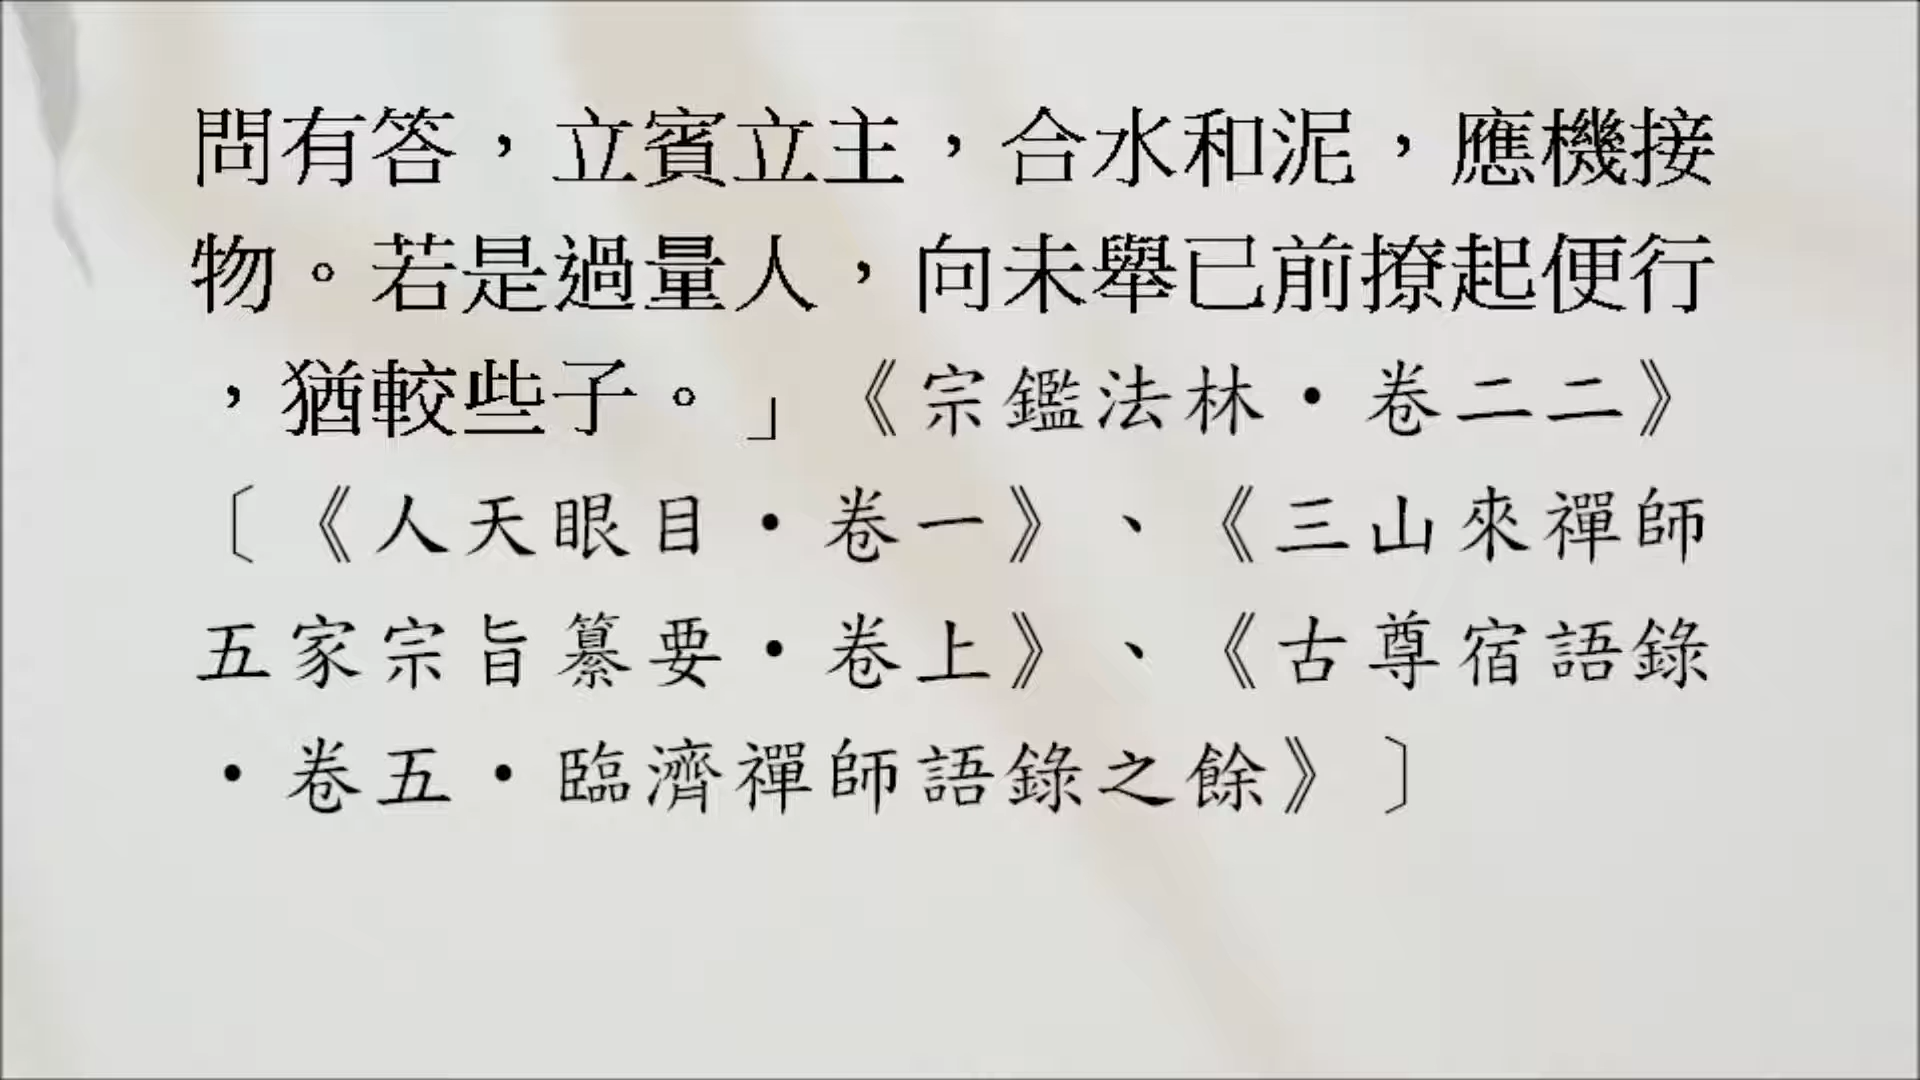 問有答，立賓立主，合水和泥，應機接
物。若是過量人，向未舉已前撩起便行
，猶較些子。」《宗鑑法林・卷二二》
〔《人天眼目・卷一》、《三山來禪師
五家宗旨纂要・卷上》、《古尊宿語錄
・卷五・臨濟禪師語錄之餘》〕